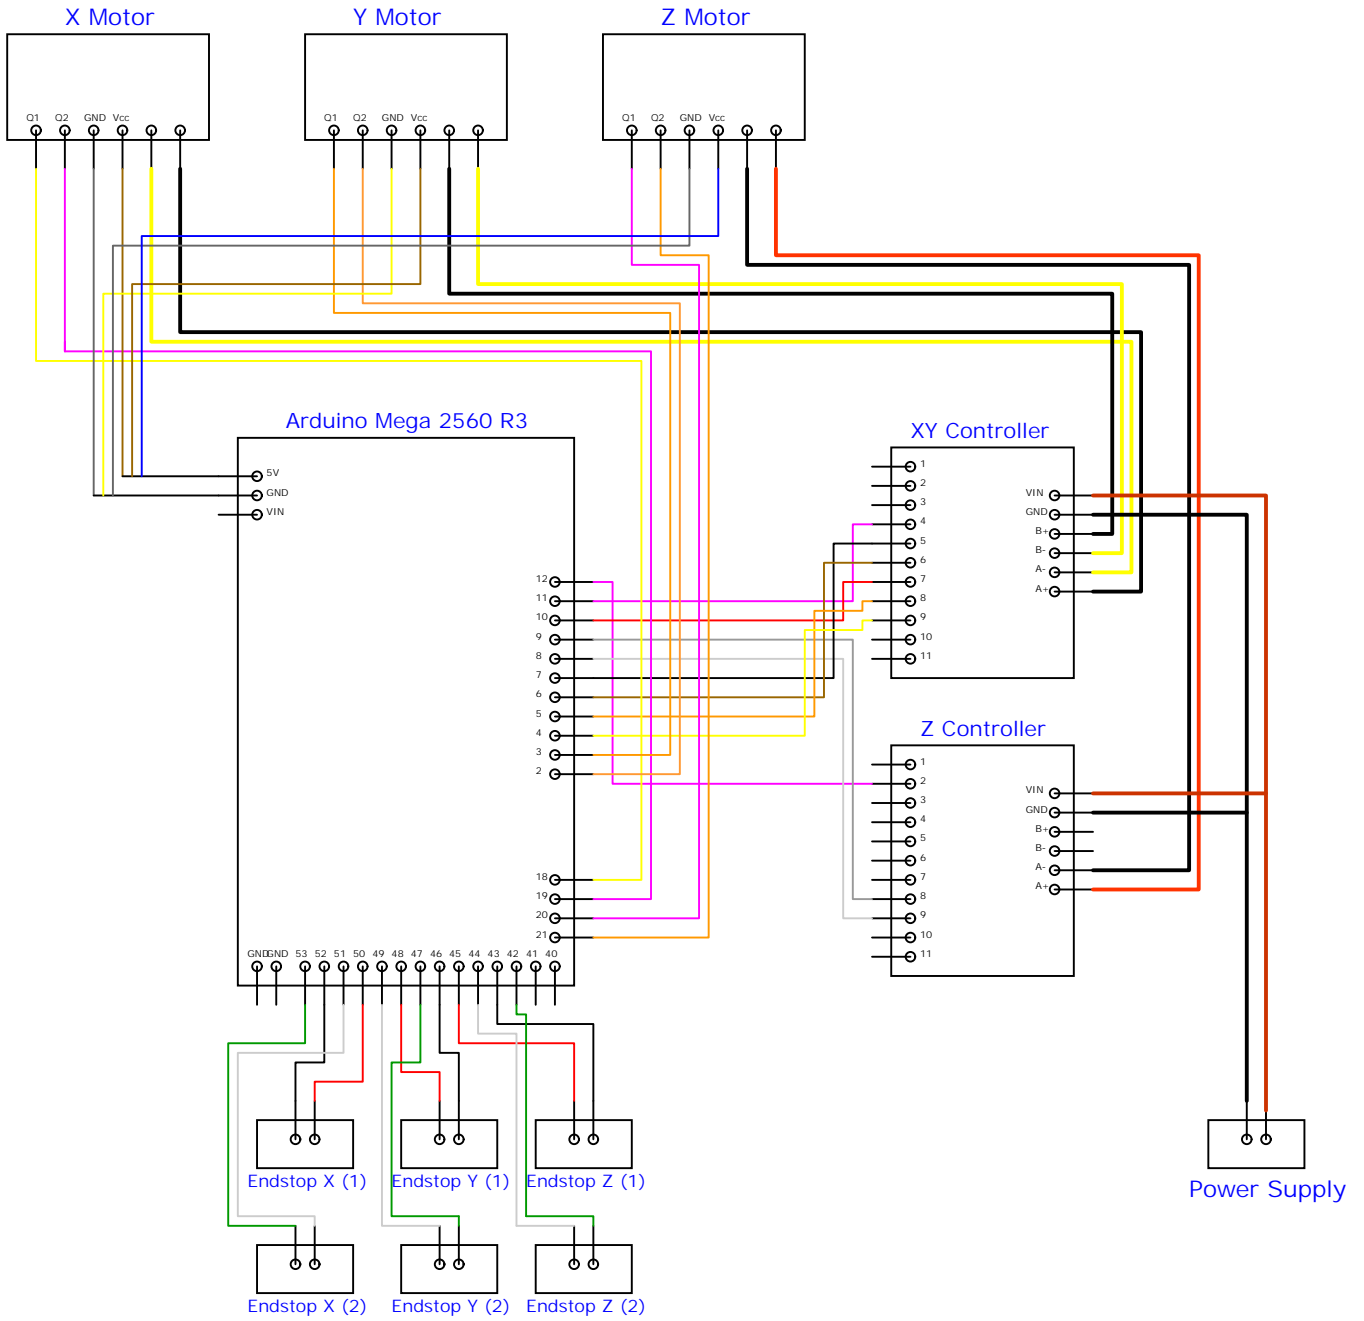 X Motor
Y Motor
Z Motor
Q1 Q2 GND Vcc
Q1 Q2 GND Vcc
Q1 Q2 GND Vcc
Arduino Mega 2560 R3
5V
GND
VIN
12
11
10
9
8
7
6
5
4
3
2
18
19
20
21
GND GND 53 52 51 50 49 48 47 46 45 44 43 42 41 40
XY Controller
1
2
3
4
5
6
7
8
9
10
11
VIN
GND
B+
B-
A-
A+
Z Controller
1
2
3
4
5
6
7
8
9
10
11
VIN
GND
B+
B-
A-
A+
Endstop X (1)
Endstop Y (1)
Endstop Z (1)
Power Supply
Endstop X (2)
Endstop Y (2)
Endstop Z (2)